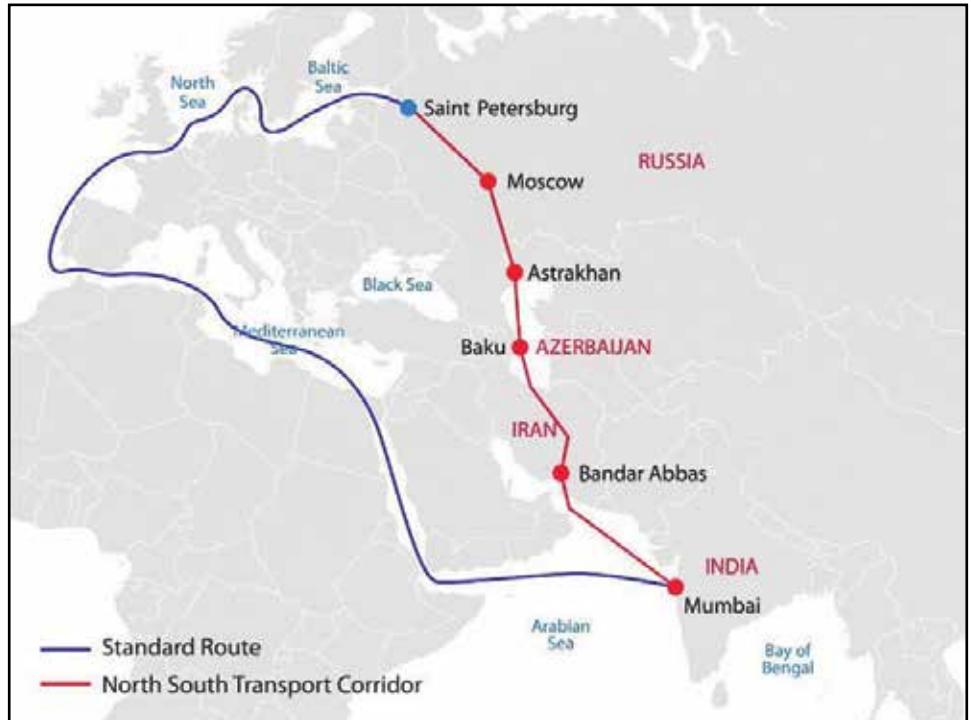 North
Sea
Baltic
Sea
Saint Petersburg
RUSSIA
Moscow
Astrakhan
Black Sea
Mediterranean
Sea
Baku
AZERBAIJAN
IRAN
Bandar Abbas
INDIA
Mumbai
Arabian
Sea
Bay of
Bengal
Standard Route
North South Transport Corridor